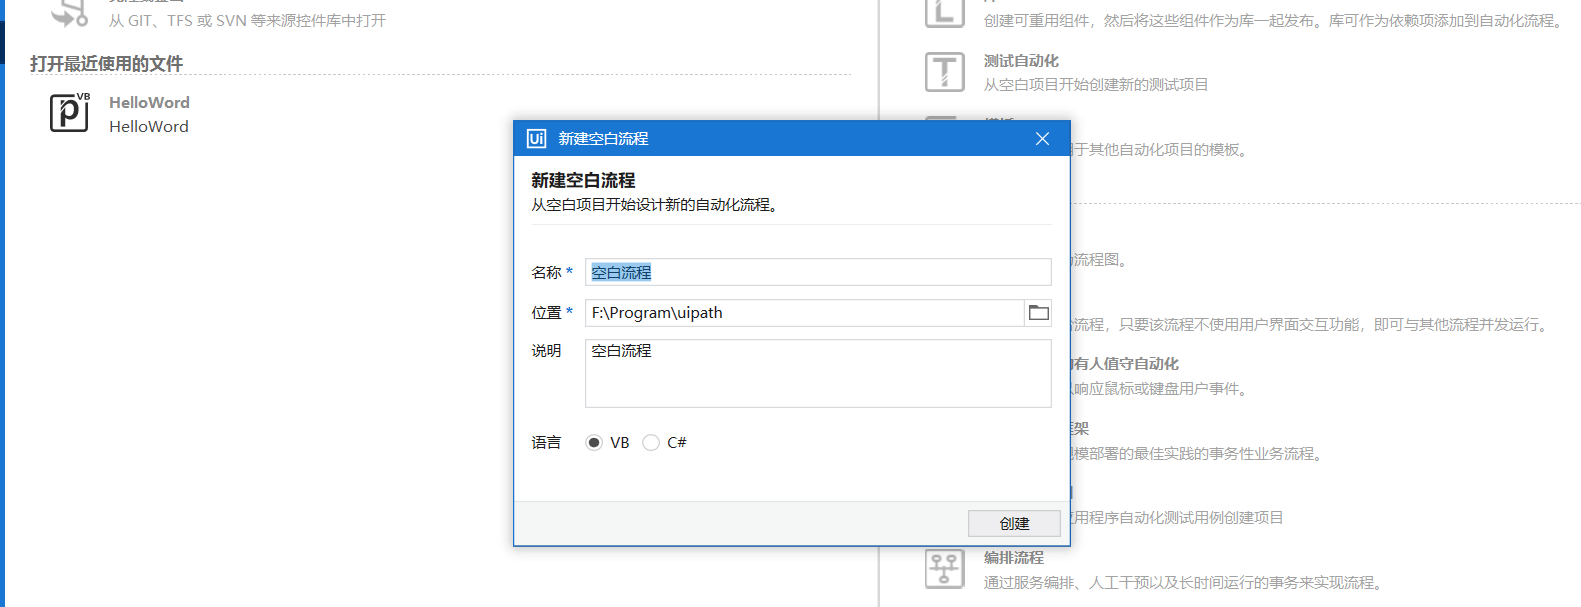 从 GIT、TFS 或 SVN 等来源控件库中打开
打开最近使用的文件
VB
HelloWord
HelloWord
创建可重用组件，然后将这些组件作为库一起发布。库可作为依赖项添加到自动化流程。
测试自动化
从空白项目开始创建新的测试项目
于其他自动化项目的模板。
流程图。
流程，只要该流程不使用用户界面交互功能，即可与其他流程并发运行。
有人值守自动化
响应鼠标或键盘用户事件。
架
模部署的最佳实践的事务性业务流程。
用程序自动化测试用例创建项目
编排流程
通过服务编排、人工干预以及长时间运行的事务来实现流程。
Ui 新建空白流程
新建空白流程
从空白项目开始设计新的自动化流程。
名称 * 空白流程
位置 * F:\Program\uipath
说明 空白流程
语言 VB C#
创建